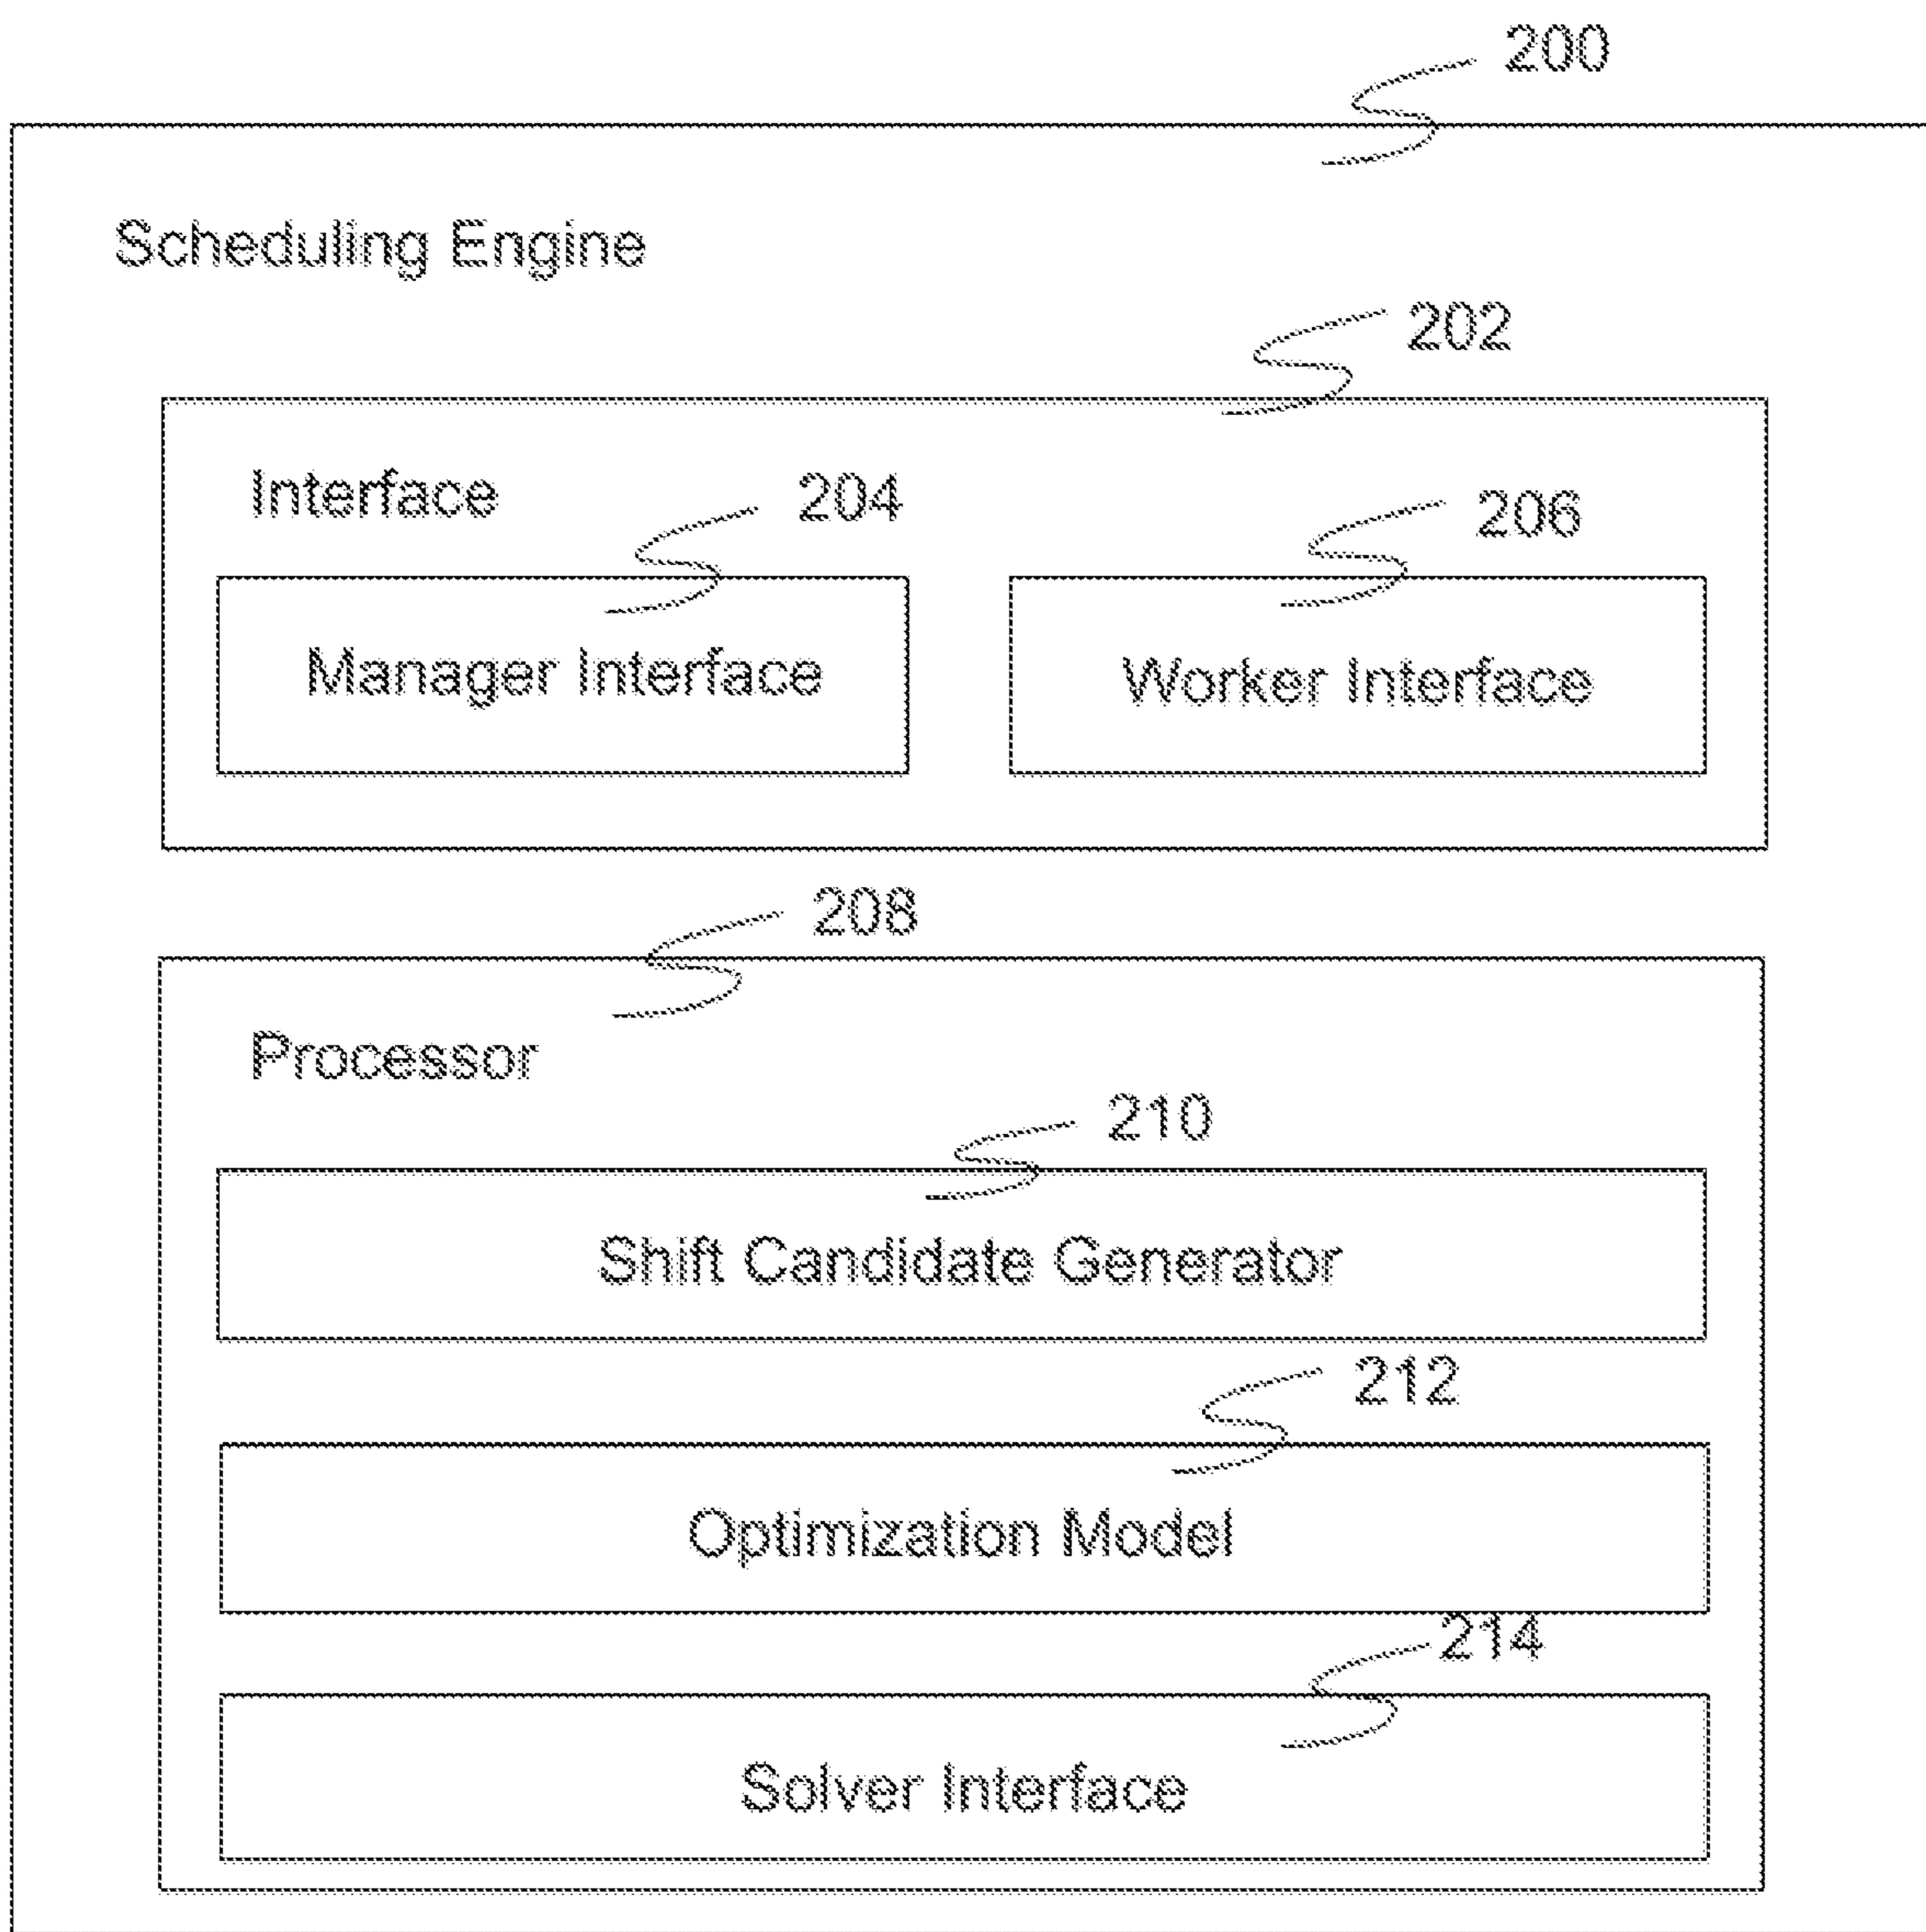 200
Scheduling Engine
202
Interface
204
206
Manager Interface
Worker Interface
208
Processor
210
Shift Candidate Generator
212
Optimization Model
214
Solver Interface